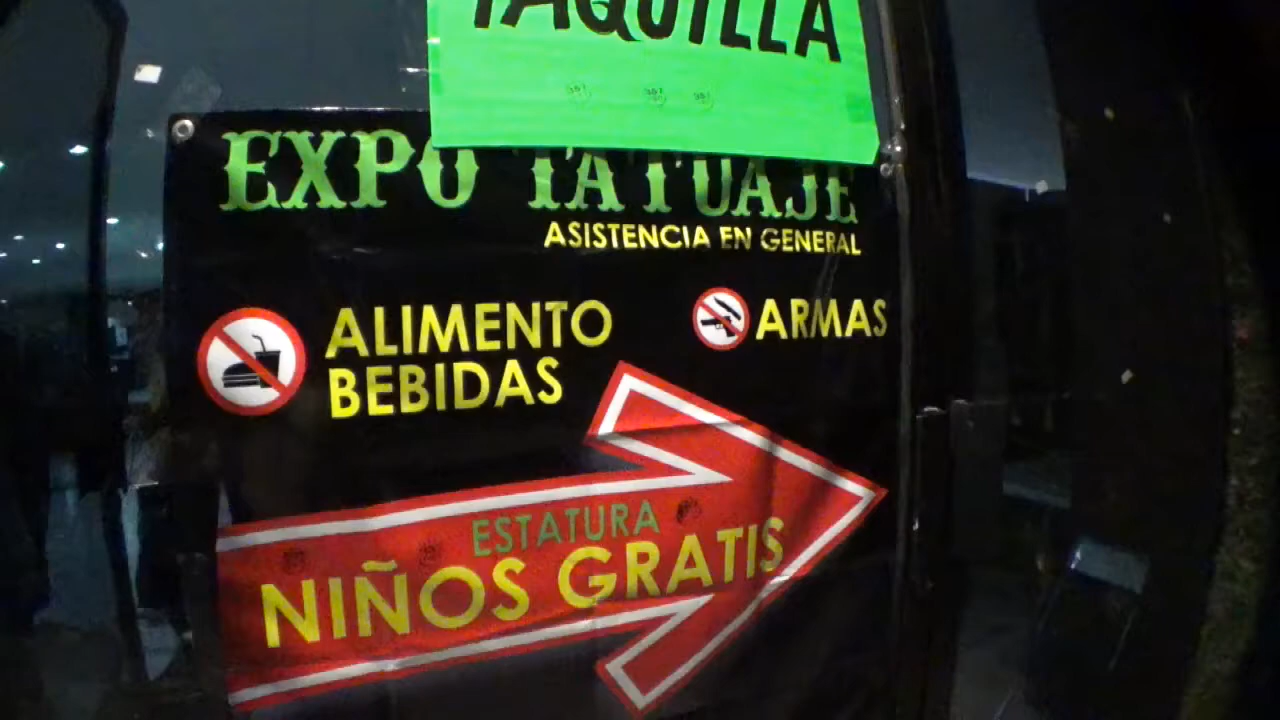 TAQUILLA
EXPO TATUAJE
ASISTENCIA EN GENERAL
ALIMENTO
BEBIDAS
ARMAS
ESTATURA
NIÑOS GRATIS